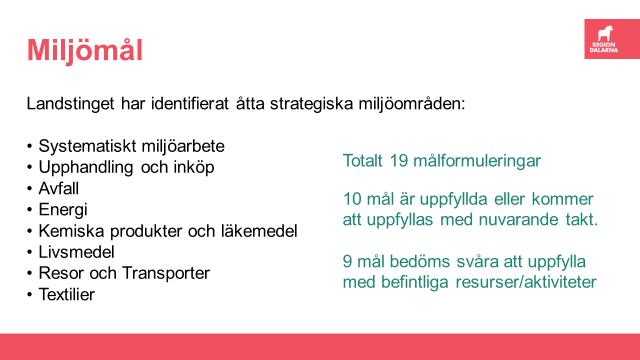 Miljömål
REGION
DALARNA
Landstinget har identifierat åtta strategiska miljöområden:
• Systematiskt miljöarbete
• Upphandling och inköp
• Avfall
• Energi
• Kemiska produkter och läkemedel
• Livsmedel
• Resor och Transporter
• Textilier
Totalt 19 målformuleringar
10 mål är uppfyllda eller kommer
att uppfyllas med nuvarande takt.
9 mål bedöms svåra att uppfylla
med befintliga resurser/aktiviteter